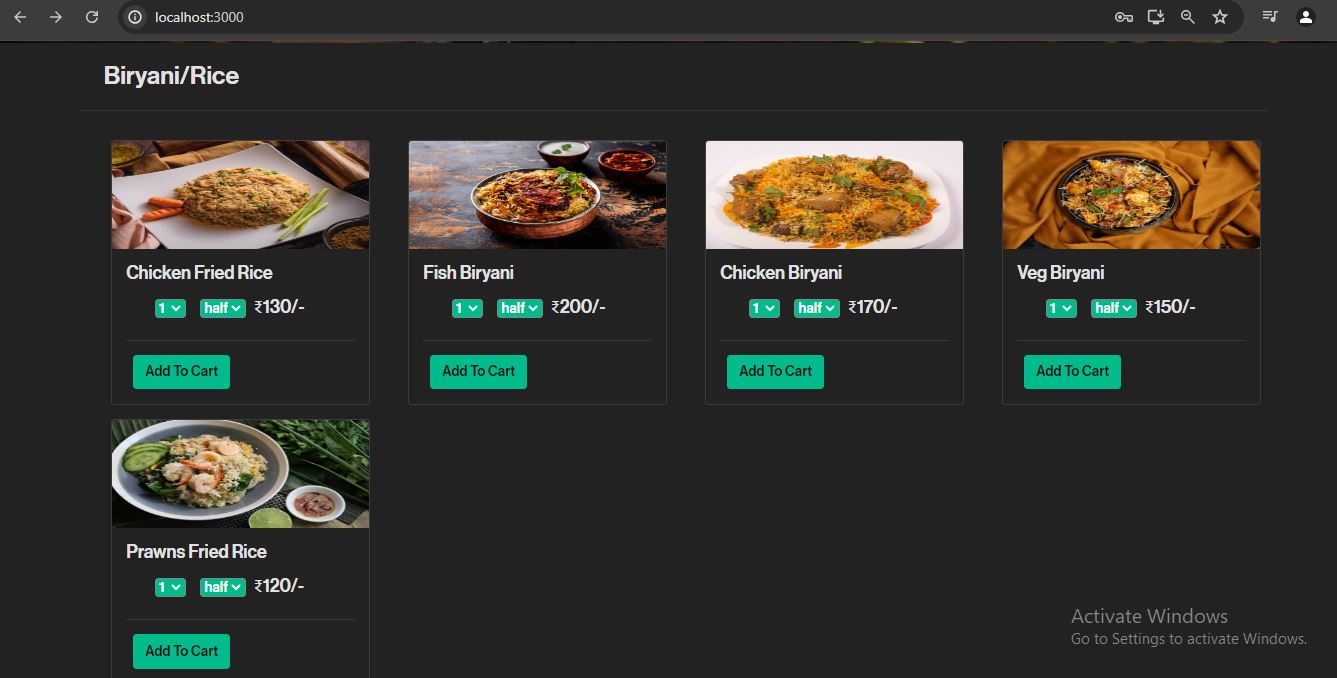 localhost:3000
Biryani/Rice
Chicken Fried Rice
1 half ₹130/-
Add To Cart
Fish Biryani
1 half ₹200/-
Add To Cart
Chicken Biryani
1 half ₹170/-
Add To Cart
Veg Biryani
1 half ₹150/-
Add To Cart
Prawns Fried Rice
1 half ₹120/-
Add To Cart
Activate Windows
Go to Settings to activate Windows.